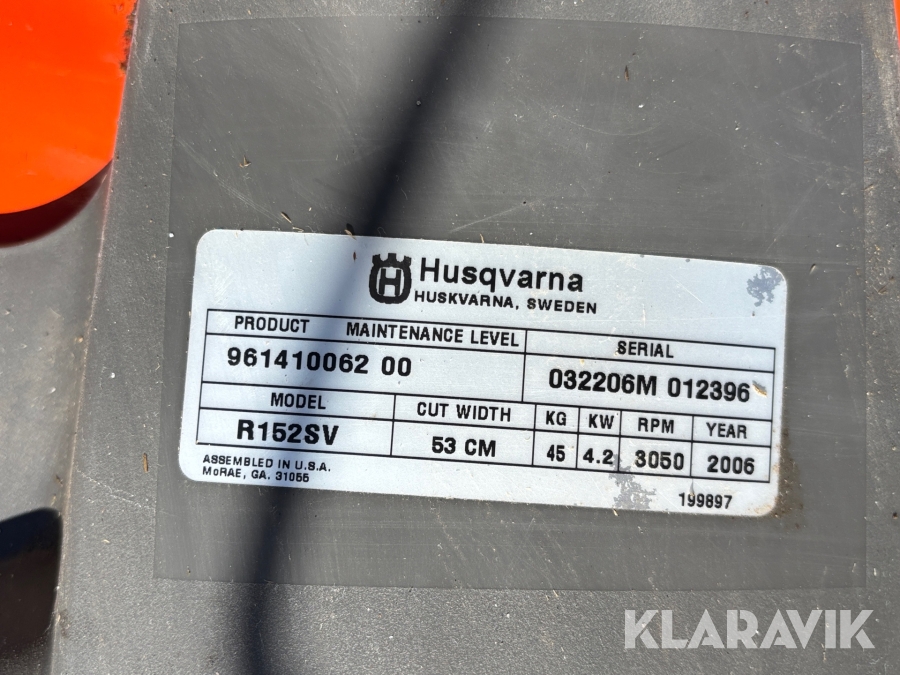 H Husqvarna
HUSKVARNA, SWEDEN
PRODUCT MAINTENANCE LEVEL SERIAL
961410062 00 032206M 012396
MODEL CUT WIDTH KG KW RPM YEAR
R152SV 53 CM 45 4.2 3050 2006
ASSEMBLED IN U.S.A.
McRAE, GA. 31055
199897
KLARAVIK